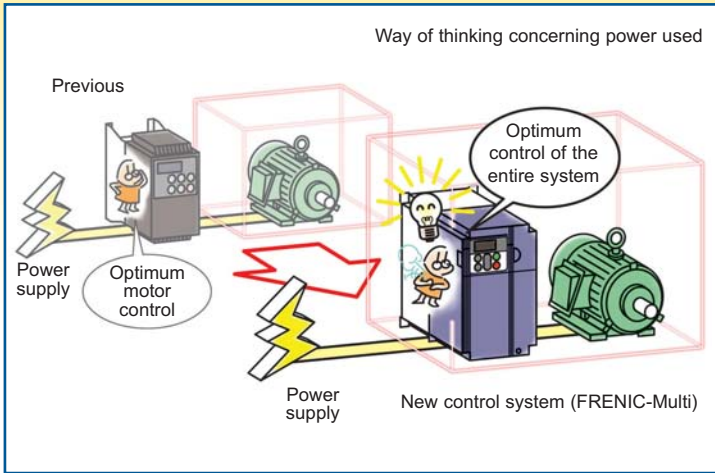 Way of thinking concerning power used
Previous
Optimum
control of the
entire system
Power
supply
Optimum
motor
control
Power
supply
New control system (FRENIC-Multi)